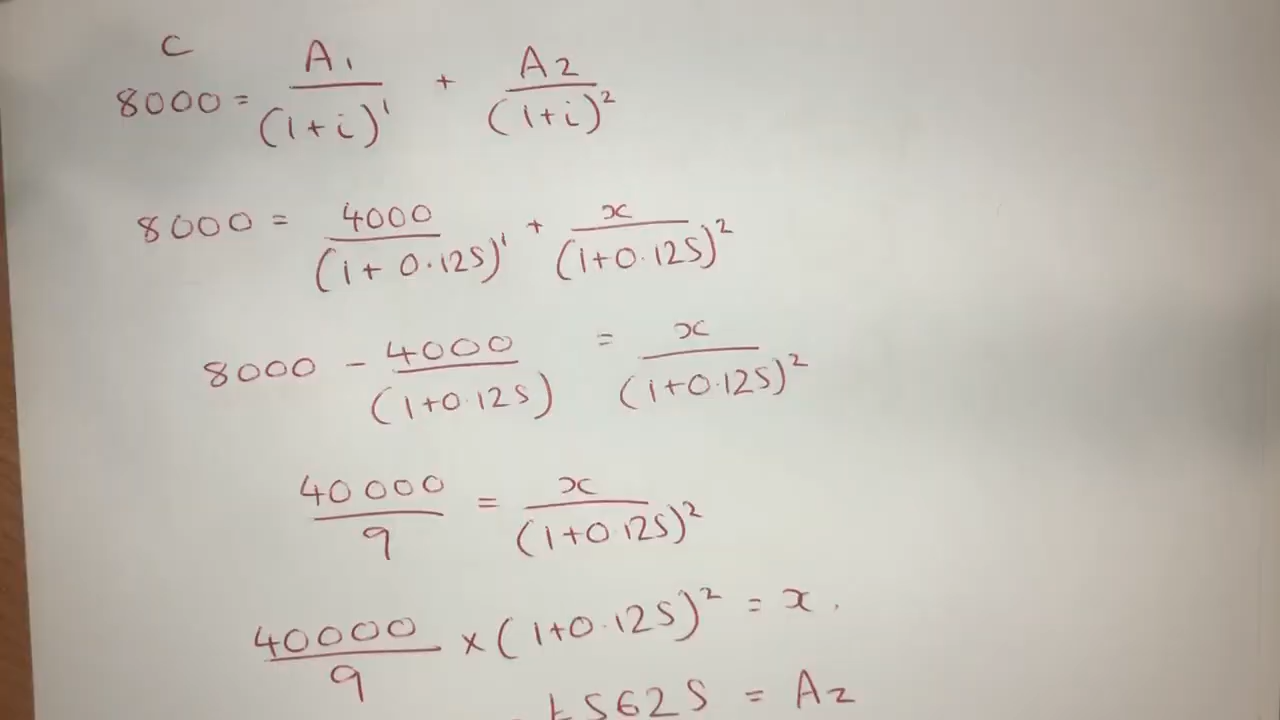 C
8000 = A₁/(1+i)¹ + A₂/(1+i)²
8000 = 4000/(1+0.125)¹ + x/(1+0.125)²
8000 - 4000/(1+0.125) = x/(1+0.125)²
40000/9 = x/(1+0.125)²
40000/9 × (1+0.125)² = x.
5625 = A₂